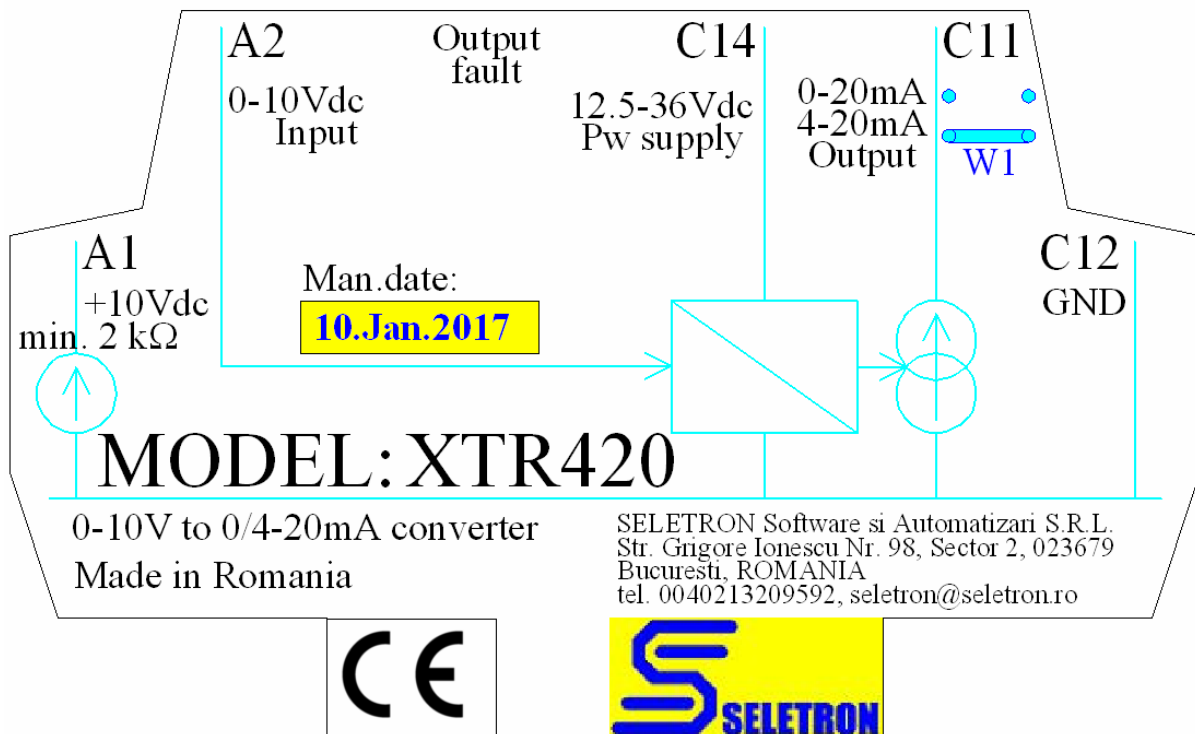 A2
0-10Vdc
Input
Output
fault
C14
12.5-36Vdc
Pw supply
C11
0-20mA
4-20mA
Output
W1
A1
+10Vdc
min. 2 kΩ
Man.date:
10.Jan.2017
C12
GND
MODEL: XTR420
0-10V to 0/4-20mA converter
Made in Romania
SELETRON Software si Automatizari S.R.L.
Str. Grigore Ionescu Nr. 98, Sector 2, 023679
Bucuresti, ROMANIA
tel. 0040213209592, seletron@seletron.ro
CE
SELETRON